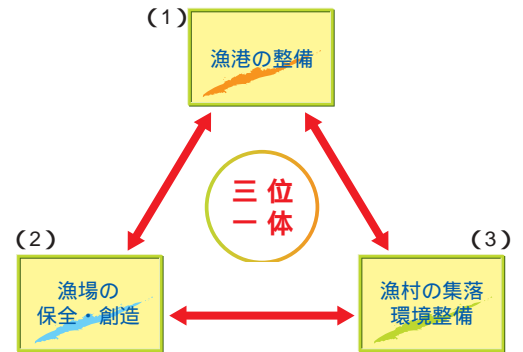 （1）
漁港の整備
三位
一体
（2）
漁場の
保全・創造
（3）
漁村の集落
環境整備